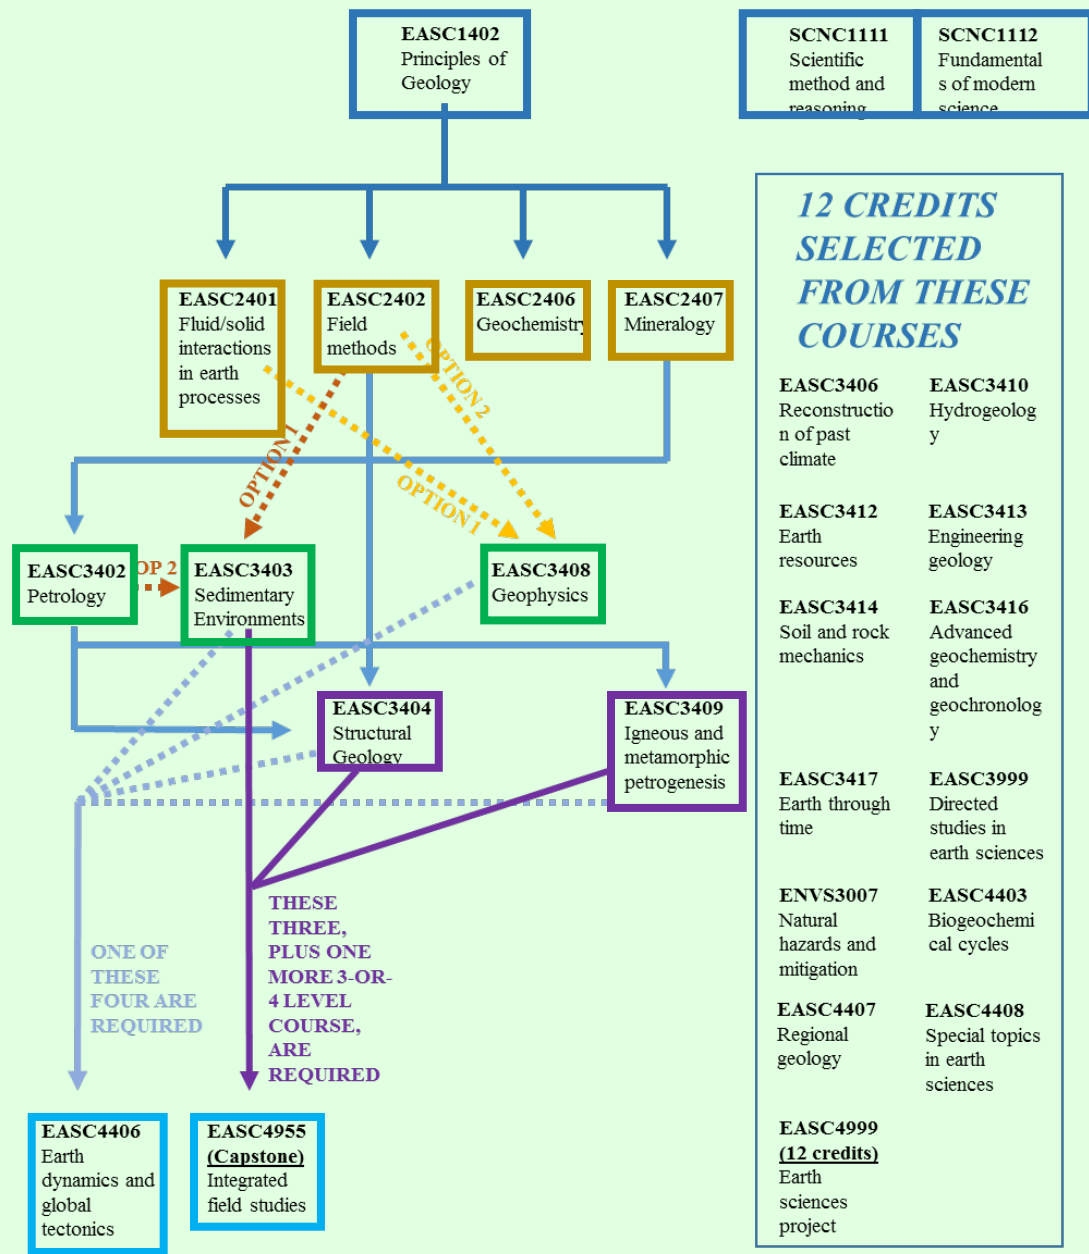 EASC1402
Principles of
Geology
SCNC1111
Scientific
method and
reasoning
SCNC1112
Fundamental
s of modern
science
12 CREDITS
SELECTED
FROM THESE
COURSES
EASC2401
Fluid/solid
interactions
in earth
processes
EASC2402
Field
methods
EASC2406
Geochemistry
EASC2407
Mineralogy
OPTION 1
OPTION 2
OPTION 1
EASC3402
Petrology
OP 2
EASC3403
Sedimentary
Environments
EASC3408
Geophysics
EASC3404
Structural
Geology
EASC3409
Igneous and
metamorphic
petrogenesis
ONE OF
THESE
FOUR ARE
REQUIRED
THESE
THREE,
PLUS ONE
MORE 3-OR-
4 LEVEL
COURSE,
ARE
REQUIRED
EASC4406
Earth
dynamics and
global
tectonics
EASC4955
(Capstone)
Integrated
field studies
EASC3406
Reconstructio
n of past
climate
EASC3410
Hydrogeolog
y
EASC3412
Earth
resources
EASC3413
Engineering
geology
EASC3414
Soil and rock
mechanics
EASC3416
Advanced
geochemistry
and
geochronolog
y
EASC3417
Earth through
time
EASC3999
Directed
studies in
earth sciences
ENVS3007
Natural
hazards and
mitigation
EASC4403
Biogeochemi
cal cycles
EASC4407
Regional
geology
EASC4408
Special topics
in earth
sciences
EASC4999
(12 credits)
Earth
sciences
project